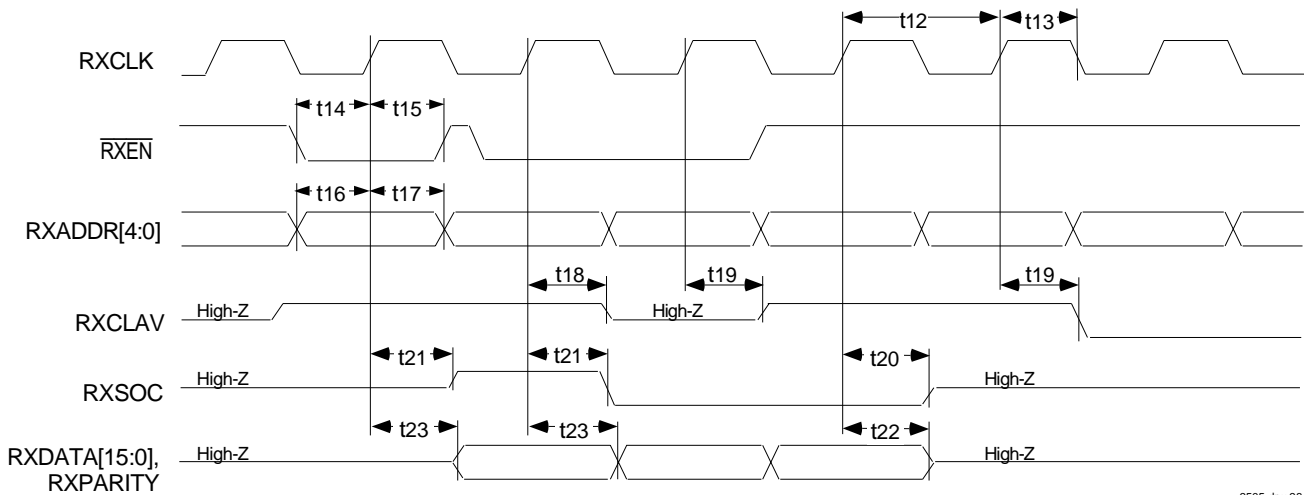 t12
t13
RXCLK
t14
t15
RXEN
t16
t17
RXADDR[4:0]
t18
t19
t19
High-Z
High-Z
RXCLAV
t21
t21
t20
High-Z
High-Z
RXSOC
t23
t23
t22
High-Z
High-Z
RXDATA[15:0],
RXPARITY